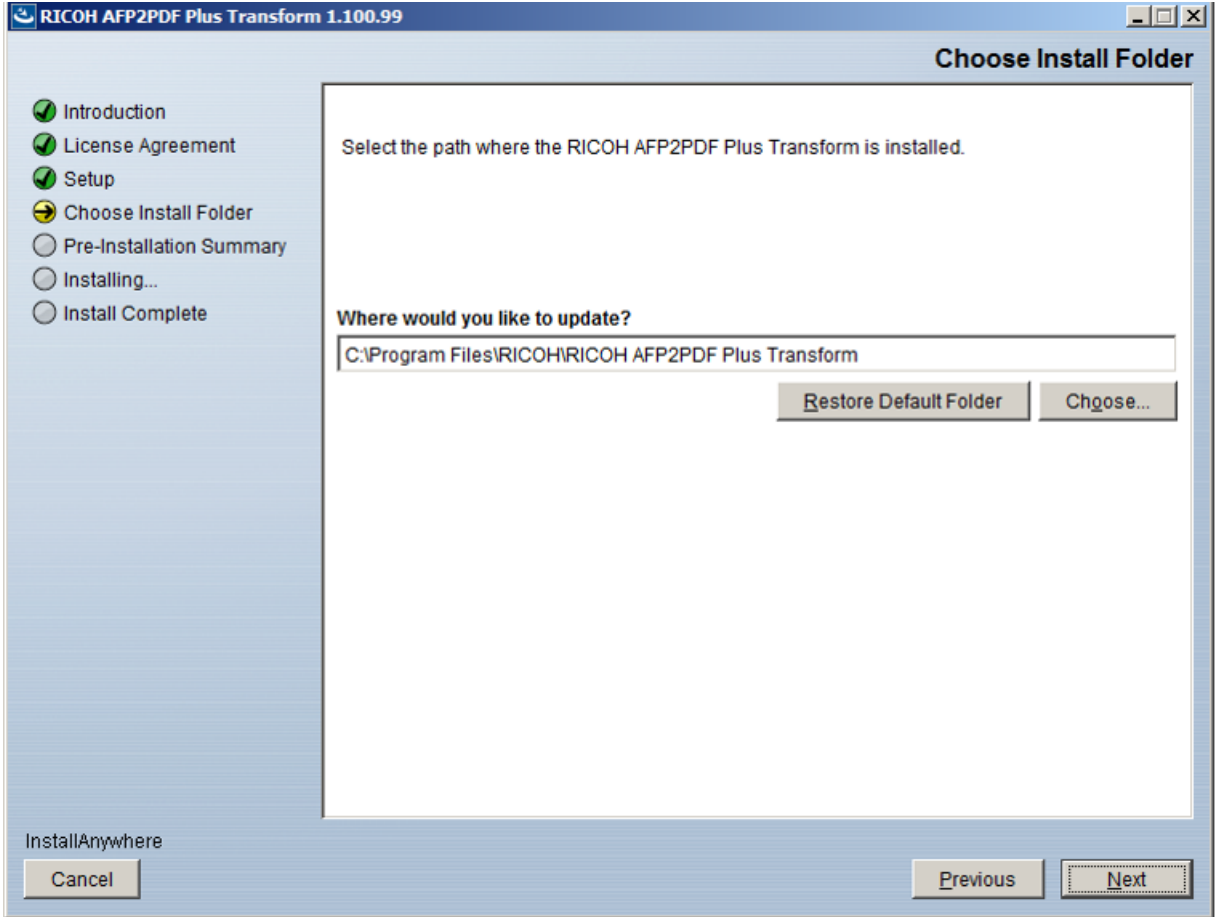 RICOH AFP2PDF Plus Transform 1.100.99
Choose Install Folder
Introduction
License Agreement
Setup
Choose Install Folder
Pre-Installation Summary
Installing...
Install Complete
Select the path where the RICOH AFP2PDF Plus Transform is installed.
Where would you like to update?
C:\Program Files\RICOH\RICOH AFP2PDF Plus Transform
Restore Default Folder
Choose...
InstallAnywhere
Cancel
Previous
Next